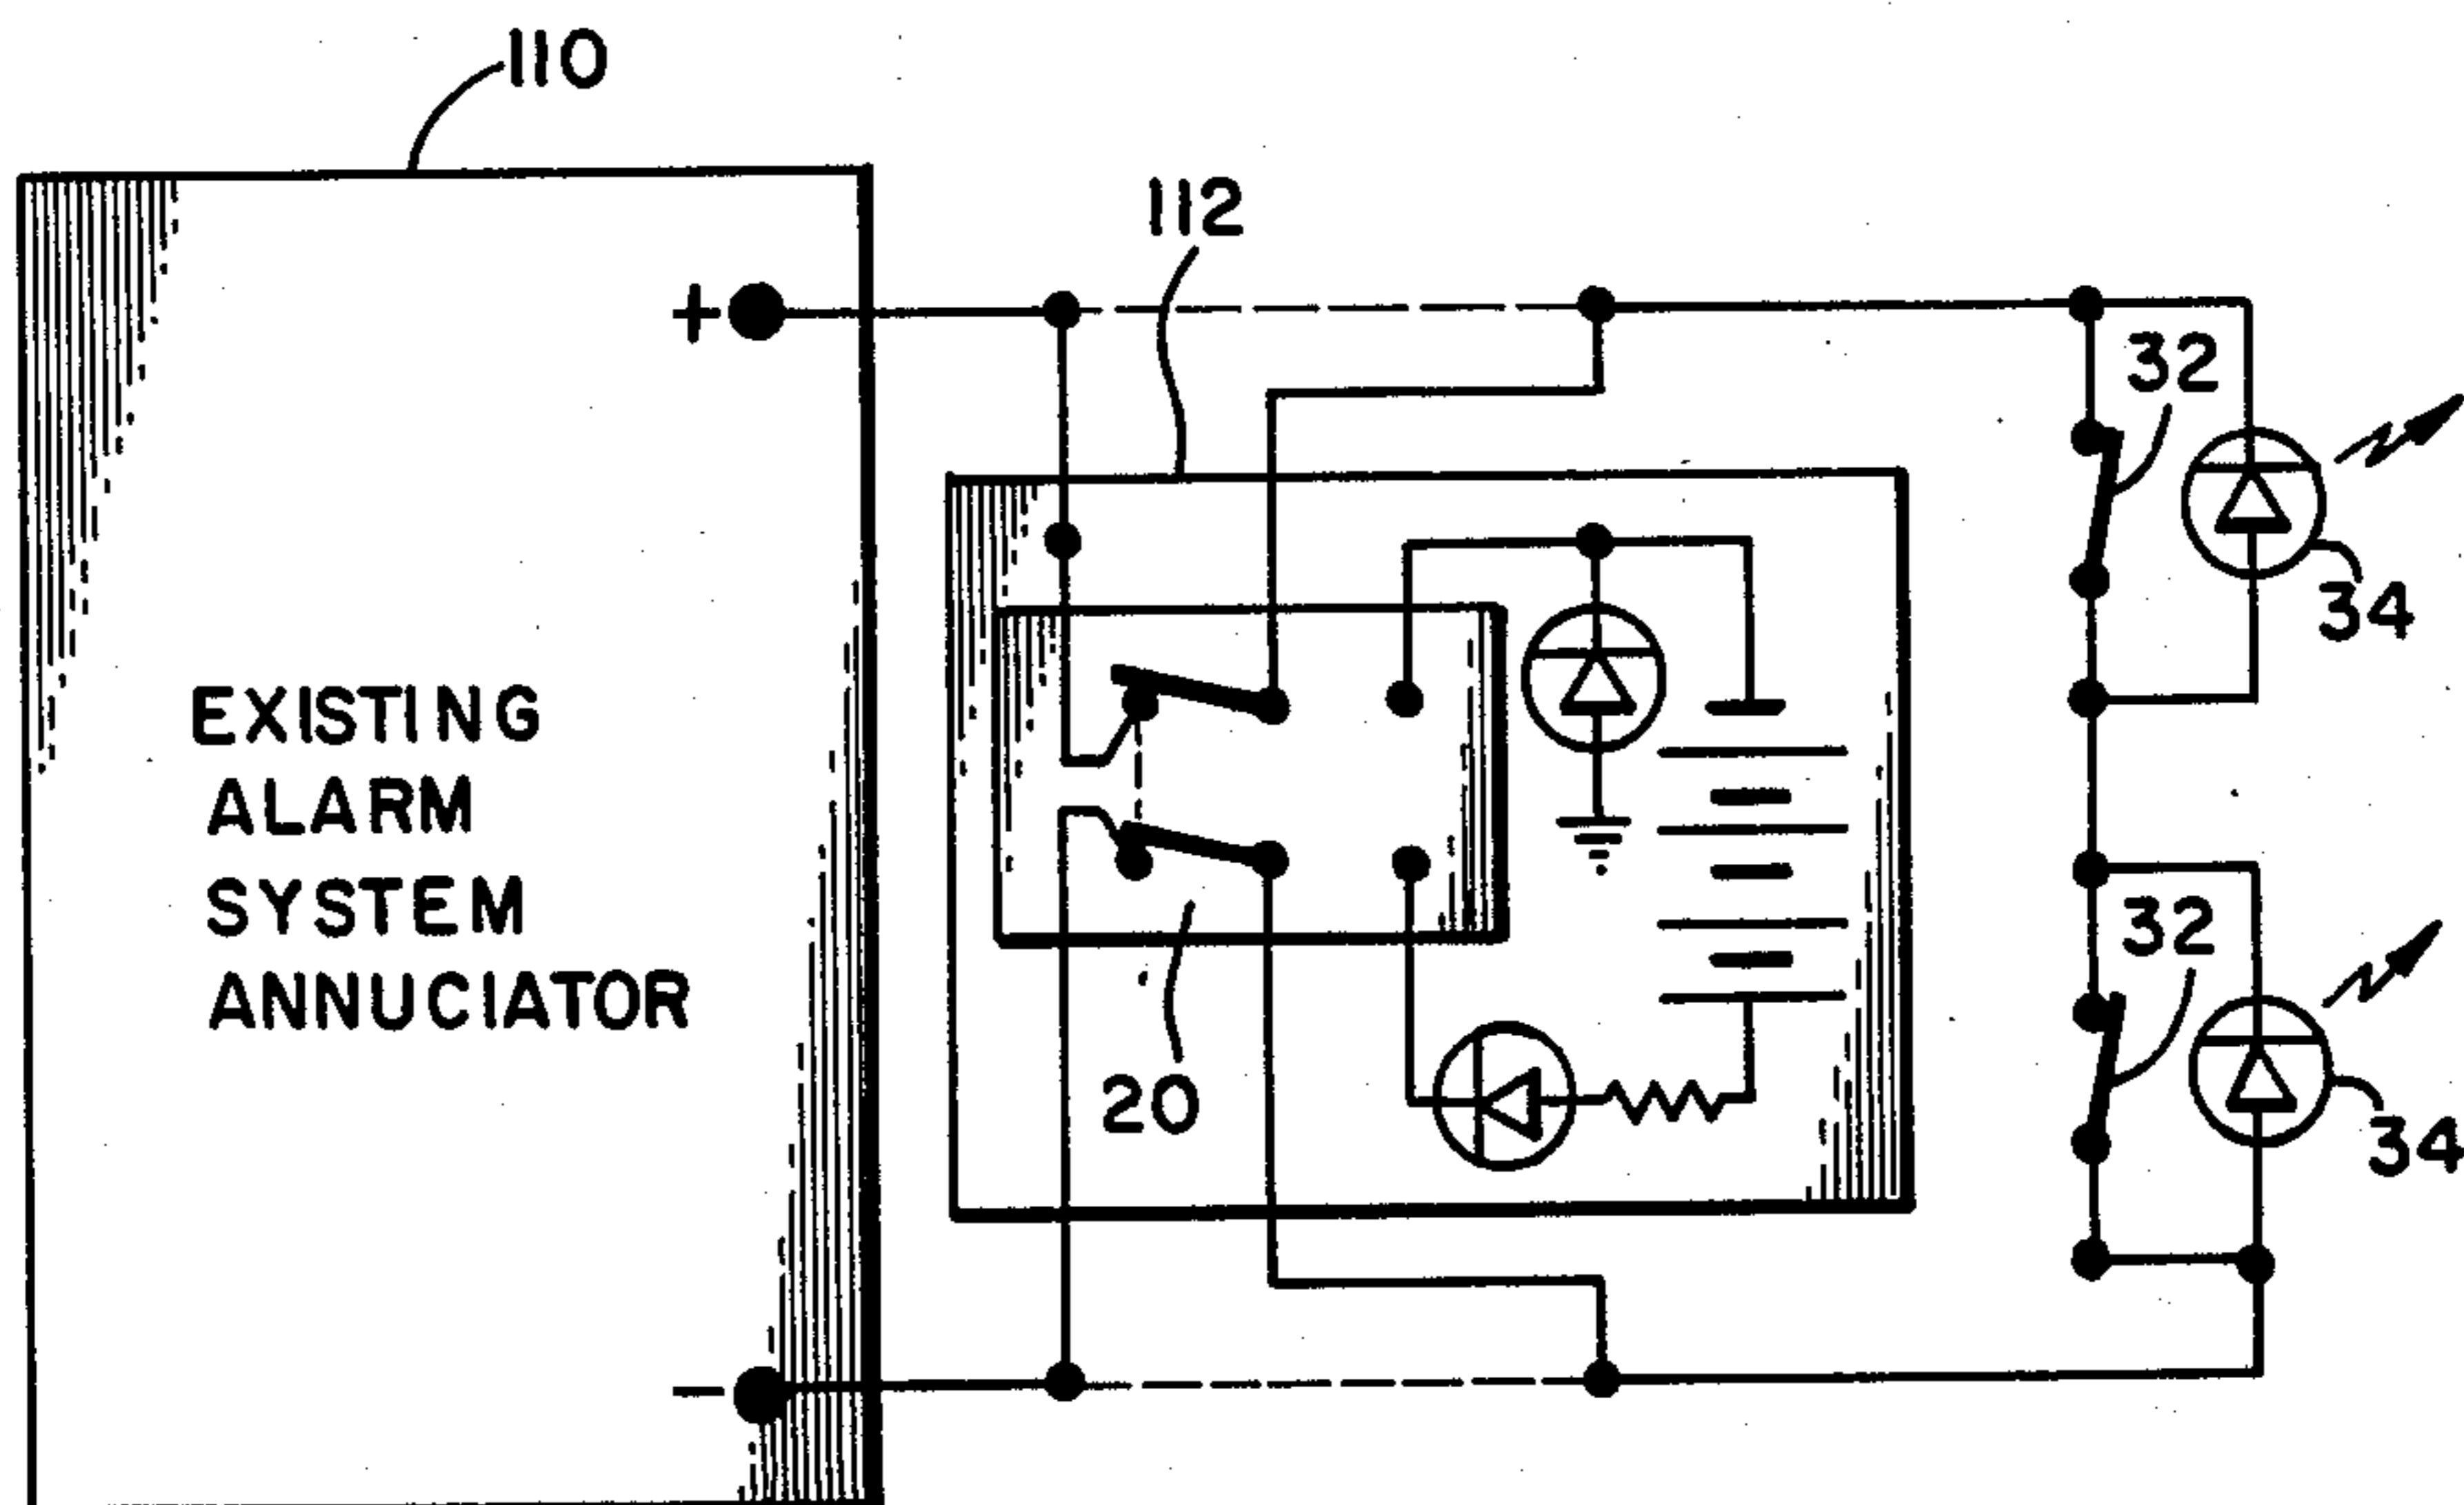 110
112
+
32
34
EXISTING
ALARM
SYSTEM
ANNUCIATOR
32
20
34
−